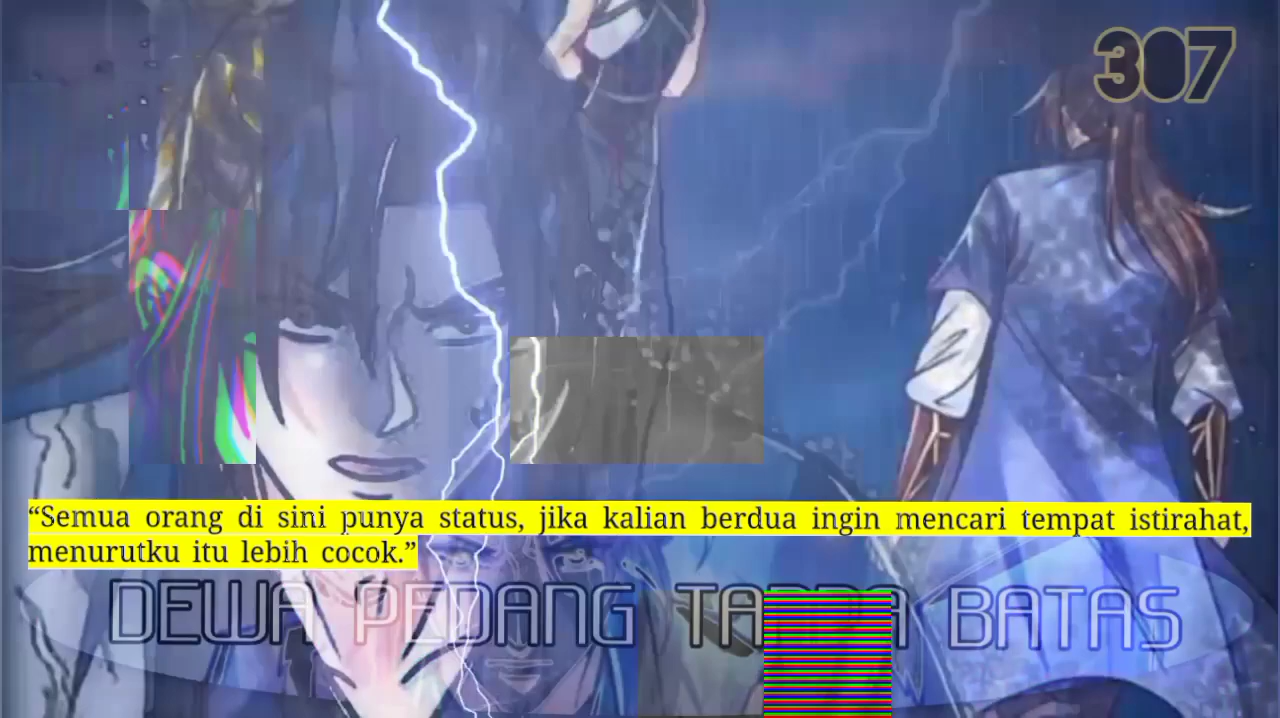 307
“Semua orang di sini punya status, jika kalian berdua ingin mencari tempat istirahat,
menurutku itu lebih cocok.”
DEWA PEDANG BATAS